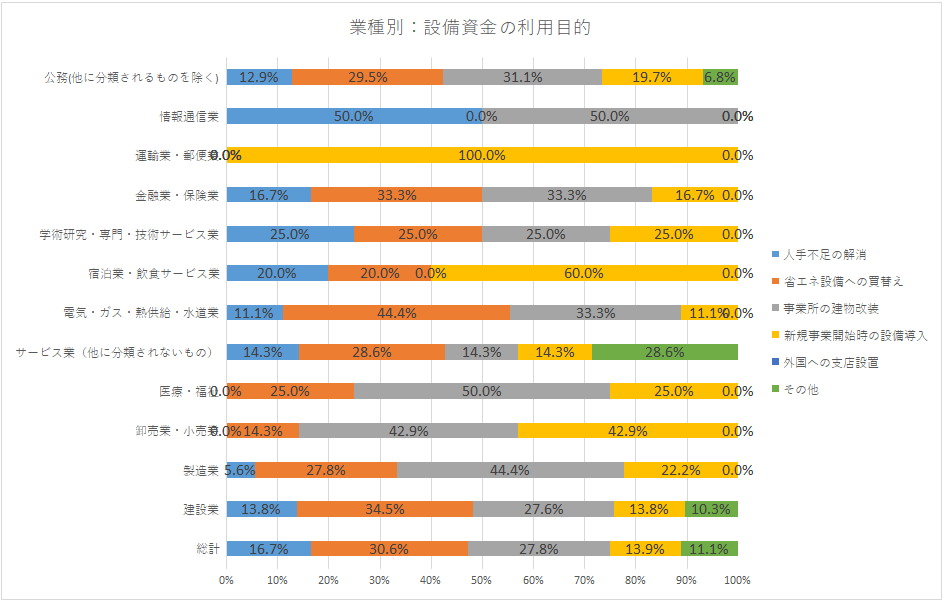 業種別：設備資金の利用目的
公務(他に分類されるものを除く) 12.9% 29.5% 31.1% 19.7% 6.8%
情報通信業 50.0% 0.0% 50.0% 0.0%
運輸業・郵便業 0.0% 100.0% 0.0%
金融業・保険業 16.7% 33.3% 33.3% 16.7% 0.0%
学術研究・専門・技術サービス業 25.0% 25.0% 25.0% 25.0% 0.0%
宿泊業・飲食サービス業 20.0% 20.0% 0.0% 60.0% 0.0%
電気・ガス・熱供給・水道業 11.1% 44.4% 33.3% 11.1% 0.0%
サービス業（他に分類されないもの） 14.3% 28.6% 14.3% 14.3% 28.6%
医療・福祉 0.0% 25.0% 50.0% 25.0% 0.0%
卸売業・小売業 0.0% 14.3% 42.9% 42.9% 0.0%
製造業 5.6% 27.8% 44.4% 22.2% 0.0%
建設業 13.8% 34.5% 27.6% 13.8% 10.3%
総計 16.7% 30.6% 27.8% 13.9% 11.1%
0% 10% 20% 30% 40% 50% 60% 70% 80% 90% 100%
人手不足の解消
省エネ設備への買替え
事業所の建物改装
新規事業開始時の設備導入
外国への支店設置
その他